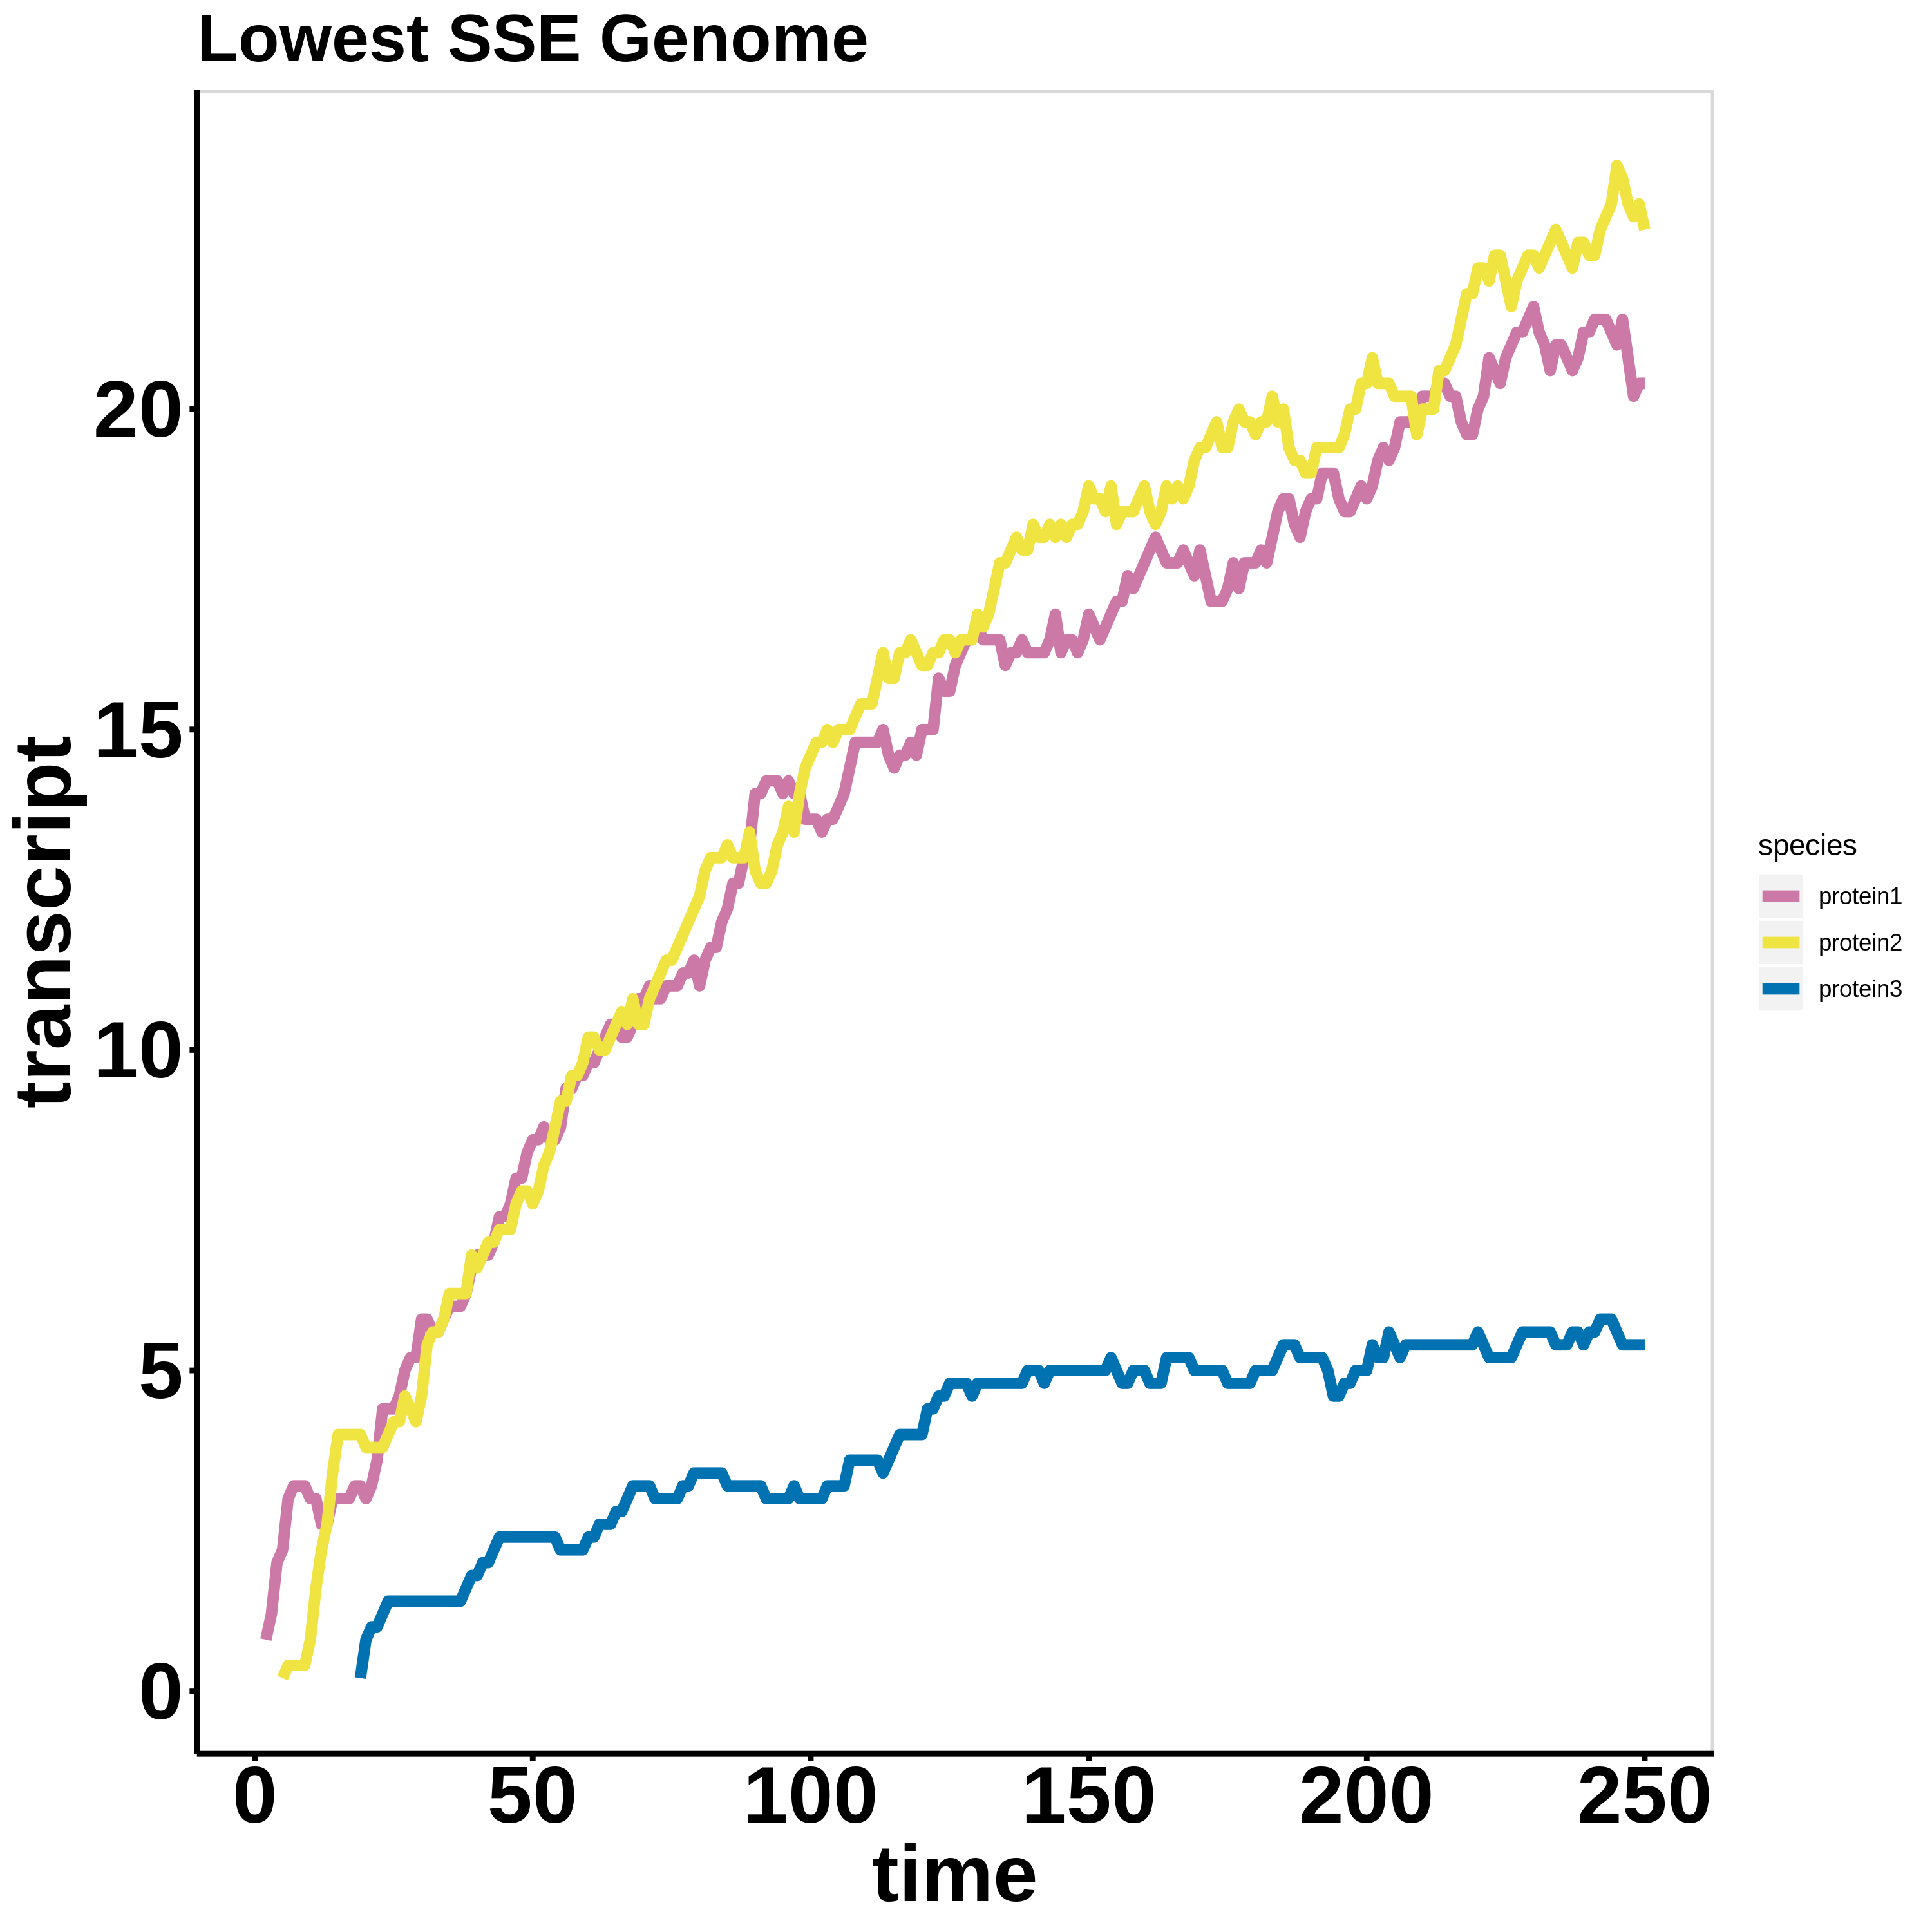 Lowest SSE Genome
transcript
20
15
10
5
0
0 50 100 150 200 250
time
species
protein1
protein2
protein3